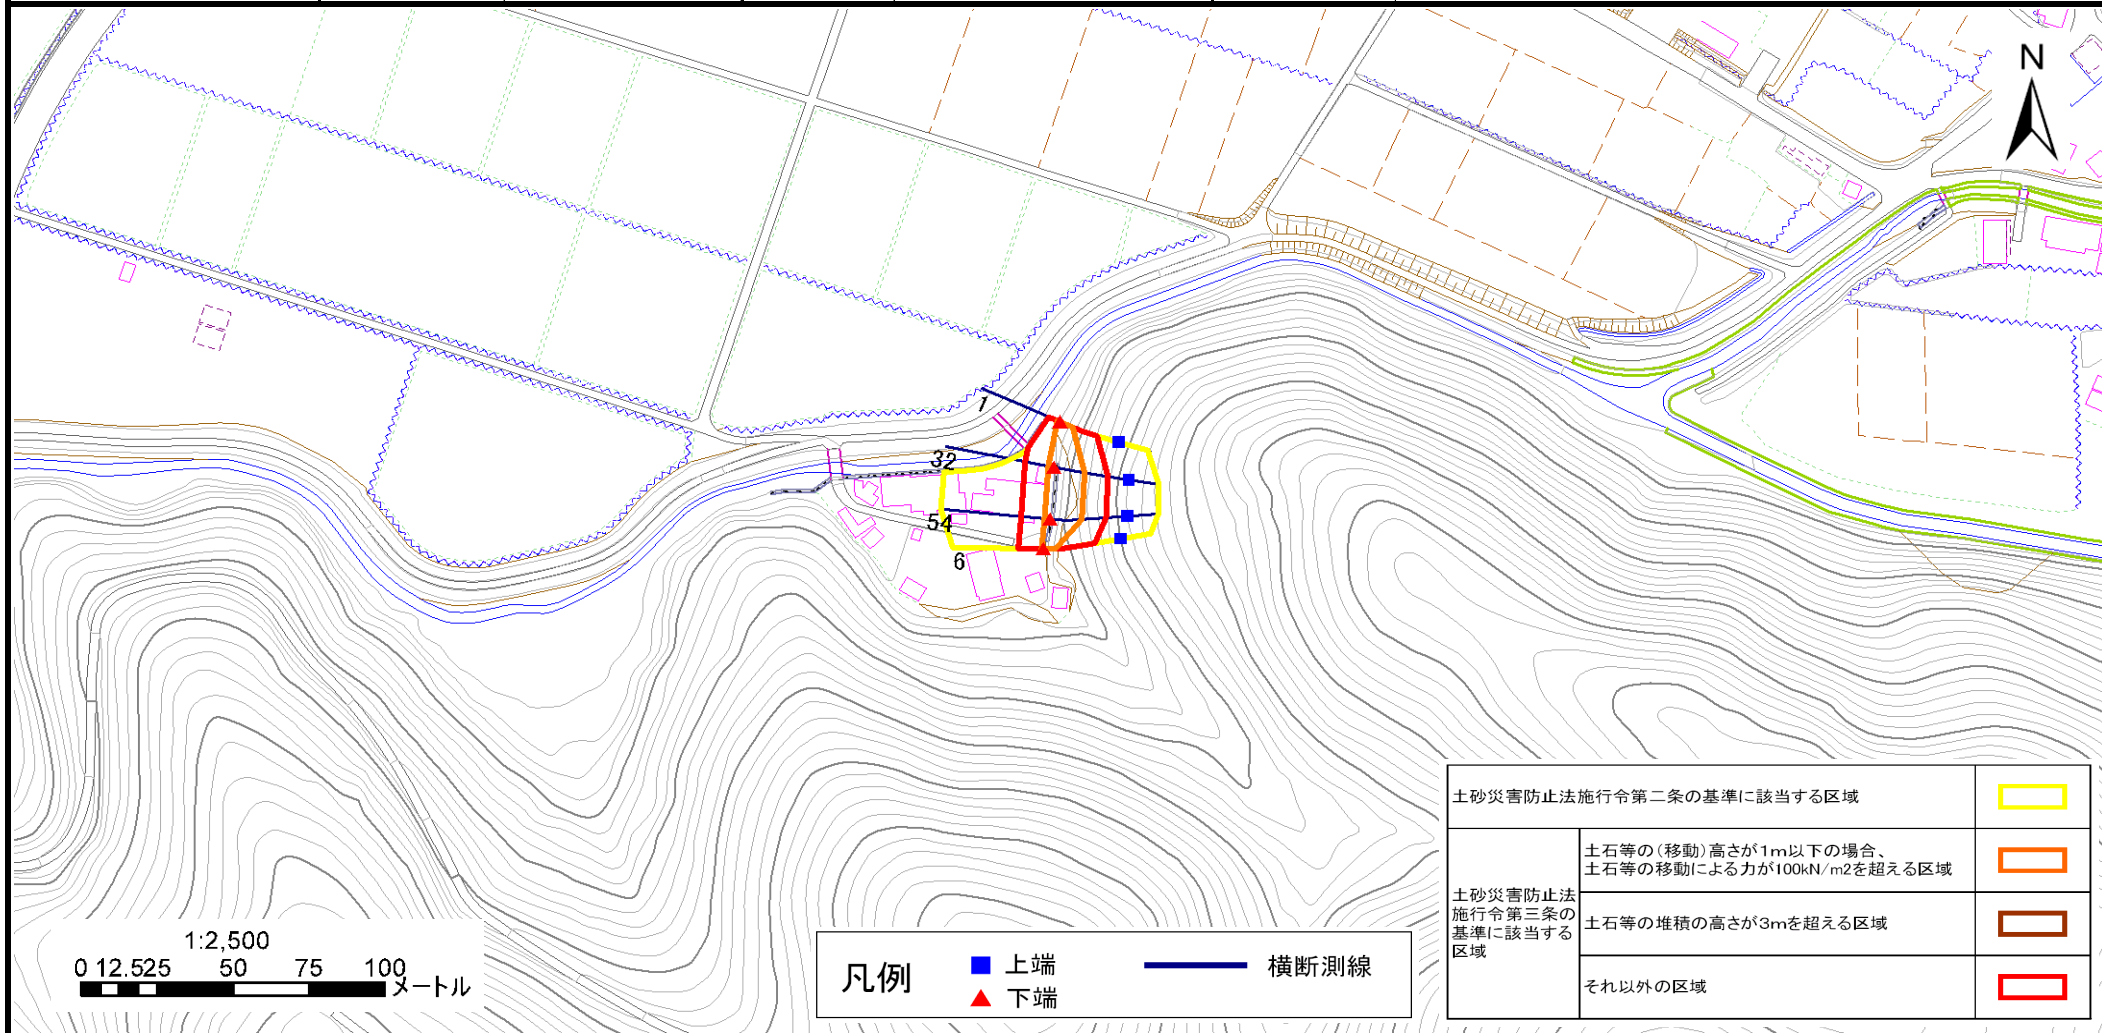 N
1
32
54
6
土砂災害防止法施行令第二条の基準に該当する区域
土砂災害防止法
施行令第三条の
基準に該当する
区域
土石等の(移動)高さが1m以下の場合、
土石等の移動による力が100kN/m2を超える区域
土石等の堆積の高さが3mを超える区域
それ以外の区域
1:2,500
0 12.525 50 75 100
メートル
凡例
上端
下端
横断測線